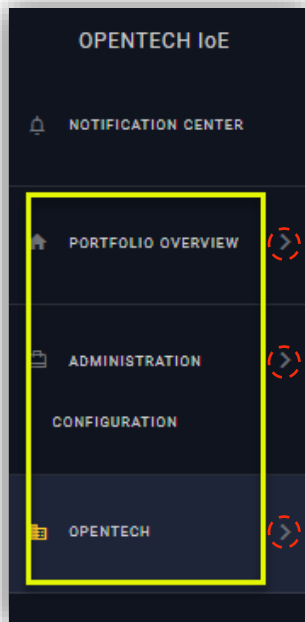 OPENTECH IoE
NOTIFICATION CENTER
PORTFOLIO OVERVIEW
ADMINISTRATION
CONFIGURATION
OPENTECH